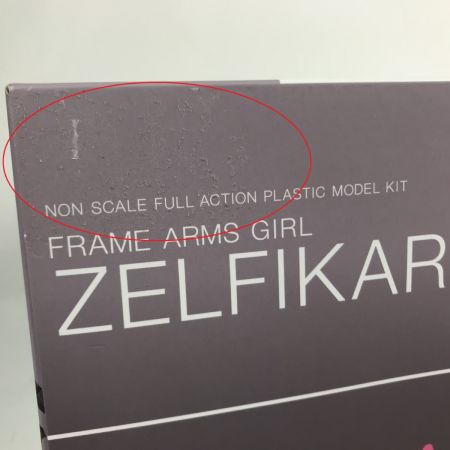 NON SCALE FULL ACTION PLASTIC MODEL KIT
FRAME ARMS GIRL
ZELFIKAR